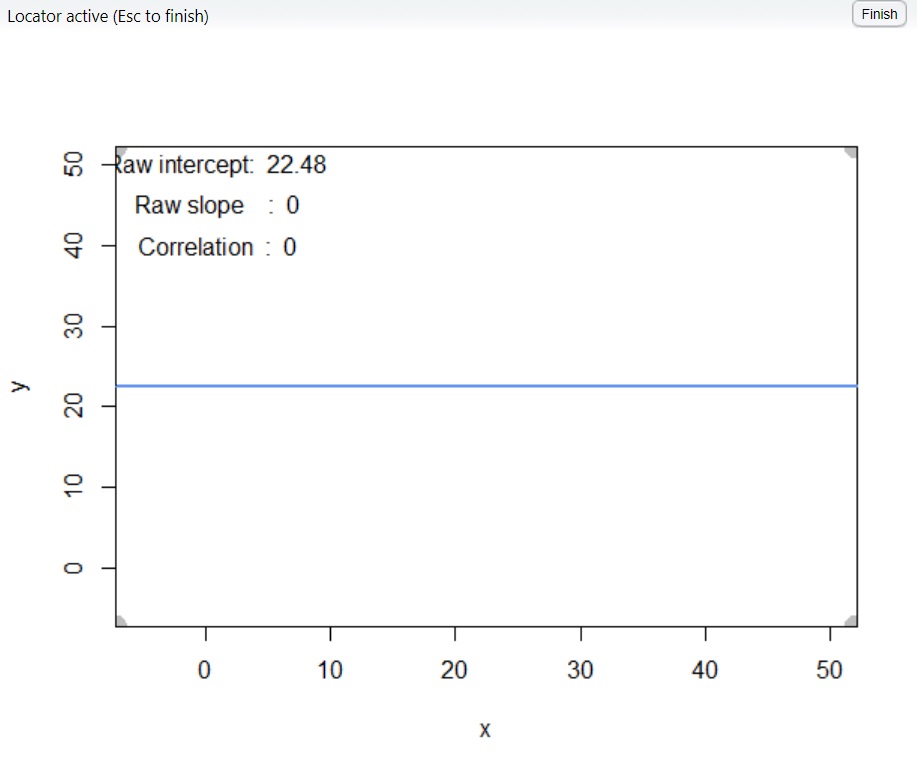 Locator active (Esc to finish)
Finish
Raw intercept: 22.48
Raw slope : 0
Correlation : 0
50
40
30
20
10
0
y
0 10 20 30 40 50
x